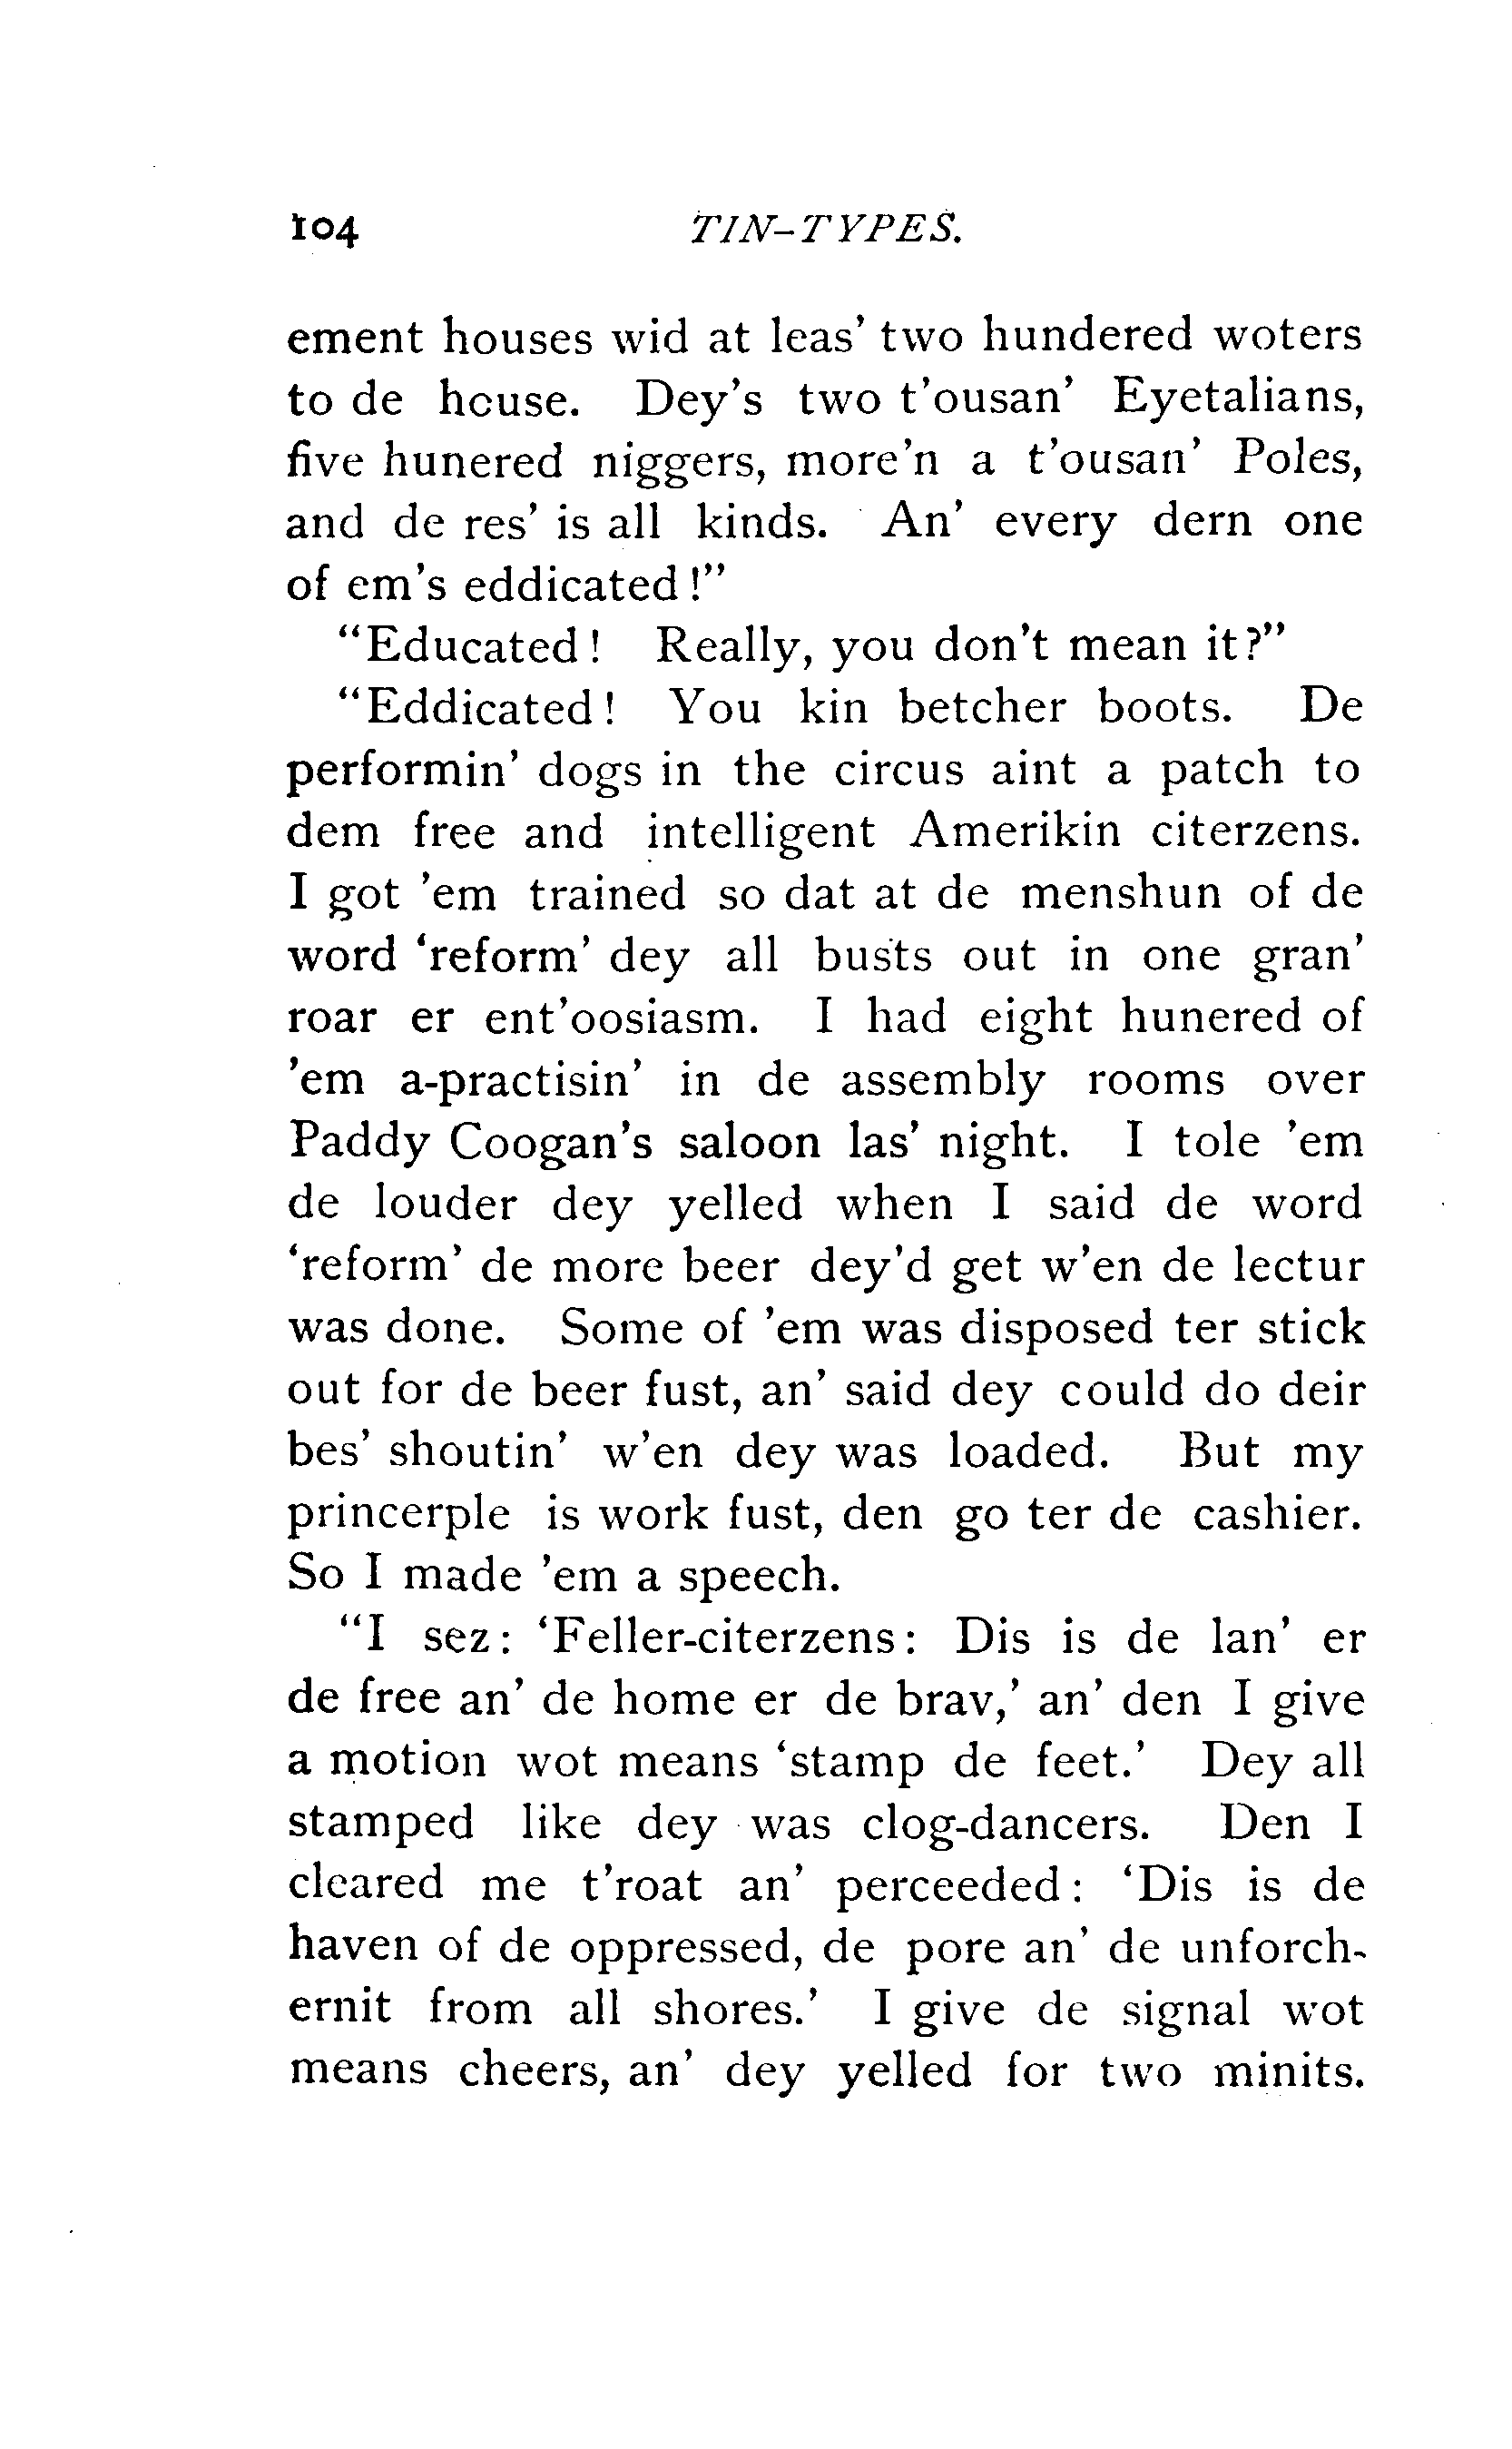 104 TIN-TYPES.
ement houses wid at leas' two hundered woters
to de house. Dey's two t'ousan' Eyetalians,
five hunered niggers, more'n a t'ousan' Poles,
and de res' is all kinds. An' every dern one
of em's eddicated!"
"Educated! Really, you don't mean it?"
"Eddicated! You kin betcher boots. De
performin' dogs in the circus aint a patch to
dem free and intelligent Amerikin citerzens.
I got 'em trained so dat at de menshun of de
word 'reform' dey all busts out in one gran'
roar er ent'oosiasm. I had eight hunered of
'em a-practisin' in de assembly rooms over
Paddy Coogan's saloon las' night. I tole 'em
de louder dey yelled when I said de word
'reform' de more beer dey'd get w'en de lectur
was done. Some of 'em was disposed ter stick
out for de beer fust, an' said dey could do deir
bes' shoutin' w'en dey was loaded. But my
princerple is work fust, den go ter de cashier.
So I made 'em a speech.
"I sez: 'Feller-citerzens: Dis is de lan' er
de free an' de home er de brav,' an' den I give
a motion wot means 'stamp de feet.' Dey all
stamped like dey was clog-dancers. Den I
cleared me t'roat an' perceeded: 'Dis is de
haven of de oppressed, de pore an' de unforch-
ernit from all shores.' I give de signal wot
means cheers, an' dey yelled for two minits.